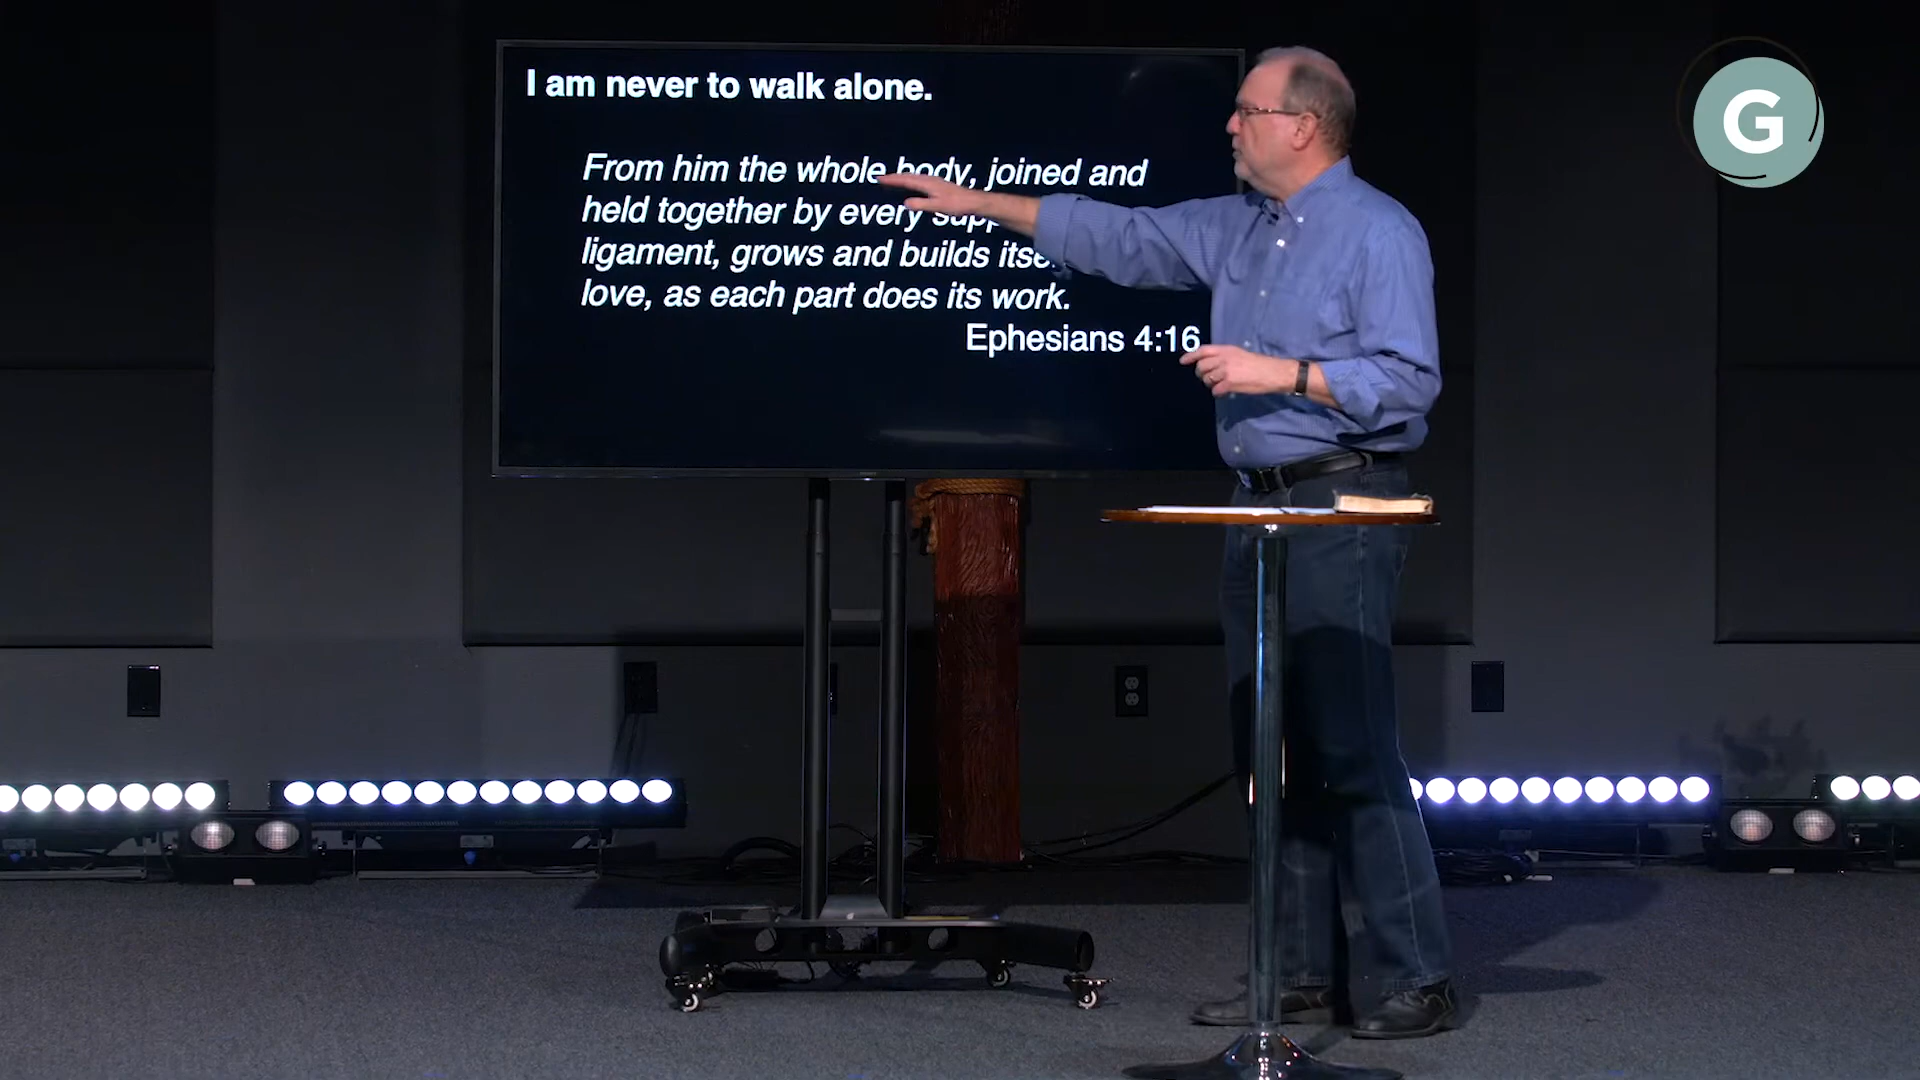 I am never to walk alone.
From him the whole body, joined and
held together by every
ligament, grows and builds
love, as each part does its work.
Ephesians 4:16
G